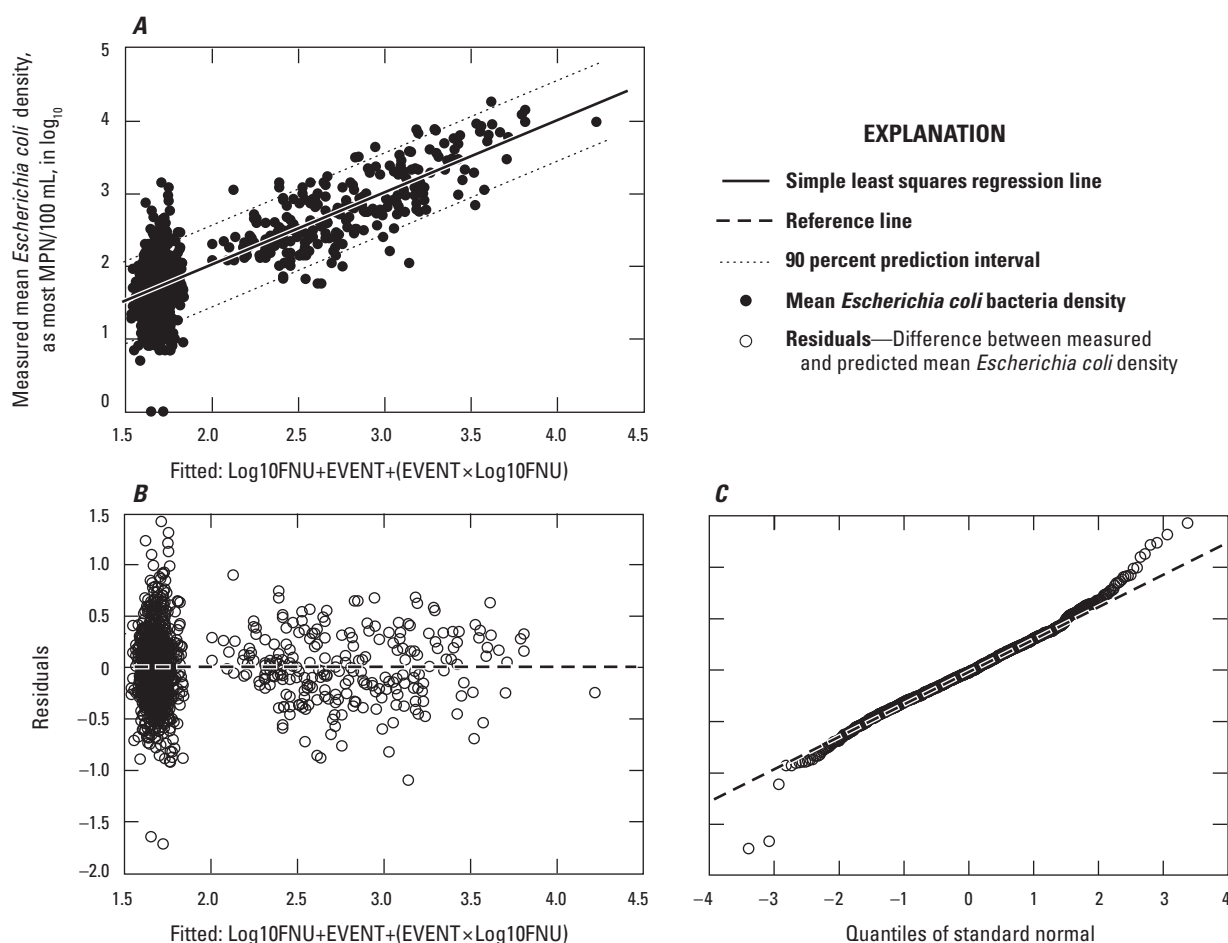 A
Measured mean Escherichia coli density,
as most MPN/100 mL, in log10
5
4
3
2
1
0
1.5 2.0 2.5 3.0 3.5 4.0 4.5
Fitted: Log10FNU+EVENT+(EVENT×Log10FNU)
EXPLANATION
Simple least squares regression line
Reference line
90 percent prediction interval
Mean Escherichia coli bacteria density
Residuals—Difference between measured
and predicted mean Escherichia coli density
B
Residuals
1.5
1.0
0.5
0
−0.5
−1.0
−1.5
−2.0
1.5 2.0 2.5 3.0 3.5 4.0 4.5
Fitted: Log10FNU+EVENT+(EVENT×Log10FNU)
C
−4 −3 −2 −1 0 1 2 3 4
Quantiles of standard normal